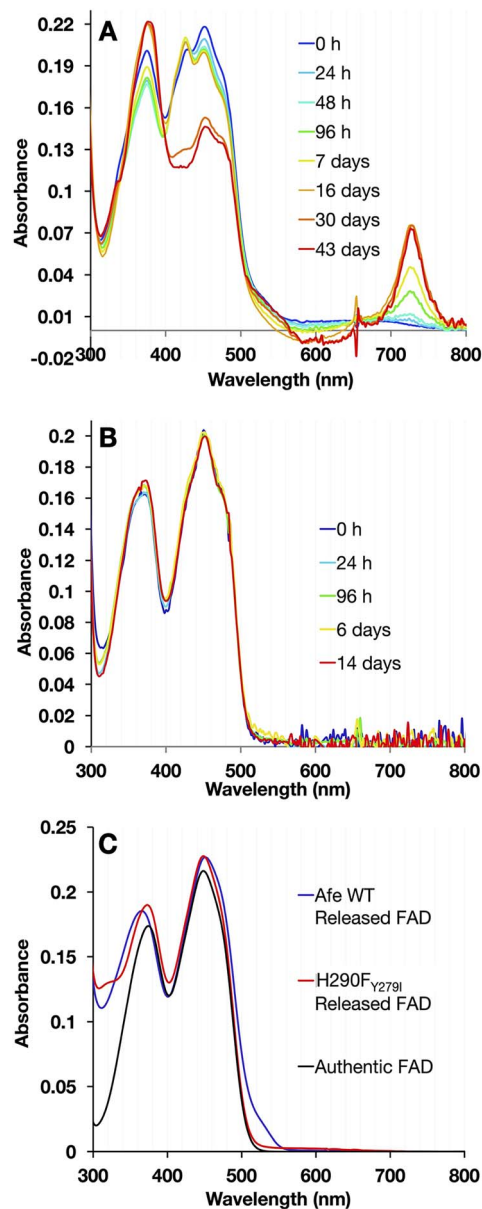 A
0.22
0.19
0.16
0.13
0.1
0.07
0.04
0.01
-0.02
Absorbance
0 h
24 h
48 h
96 h
7 days
16 days
30 days
43 days
300 400 500 600 700 800
Wavelength (nm)
B
0.2
0.18
0.16
0.14
0.12
0.1
0.08
0.06
0.04
0.02
0
Absorbance
0 h
24 h
96 h
6 days
14 days
300 400 500 600 700 800
Wavelength (nm)
C
0.25
0.2
0.15
0.1
0.05
0
Absorbance
Afe WT
Released FAD
H290FY279I
Released FAD
Authentic FAD
300 400 500 600 700 800
Wavelength (nm)